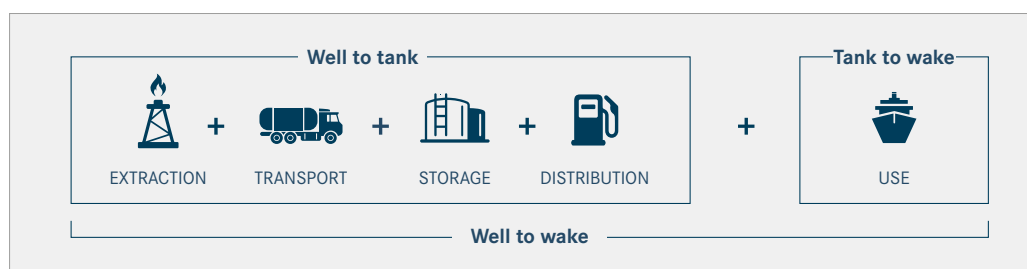 Well to tank
Tank to wake
+
+
+
+
EXTRACTION
TRANSPORT
STORAGE
DISTRIBUTION
USE
Well to wake